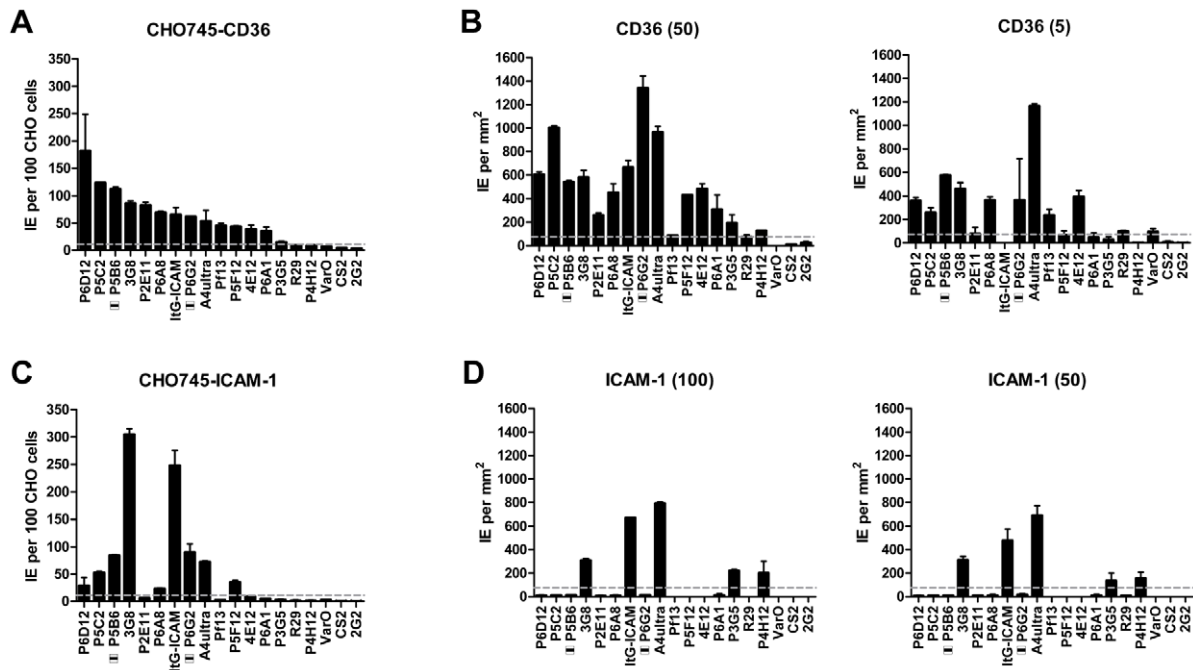 A
CHO745-CD36
IE per 100 CHO cells
350
300
250
200
150
100
50
0
P6D12
P5C2
P5B6
3G8
P2E11
P6A8
ItG-ICAM
P6G2
A4ultra
Pf13
P5F12
4E12
P6A1
P3G5
R29
P4H12
VarO
CS2
2G2
B
CD36 (50)
IE per mm²
1600
1400
1200
1000
800
600
400
200
0
P6D12
P5C2
P5B6
3G8
P2E11
P6A8
ItG-ICAM
P6G2
A4ultra
Pf13
P5F12
4E12
P6A1
P3G5
R29
P4H12
VarO
CS2
2G2
CD36 (5)
IE per mm²
1600
1400
1200
1000
800
600
400
200
0
P6D12
P5C2
P5B6
3G8
P2E11
P6A8
ItG-ICAM
P6G2
A4ultra
Pf13
P5F12
4E12
P6A1
P3G5
R29
P4H12
VarO
CS2
2G2
C
CHO745-ICAM-1
IE per 100 CHO cells
350
300
250
200
150
100
50
0
P6D12
P5C2
P5B6
3G8
P2E11
P6A8
ItG-ICAM
P6G2
A4ultra
Pf13
P5F12
4E12
P6A1
P3G5
R29
P4H12
VarO
CS2
2G2
D
ICAM-1 (100)
IE per mm²
1600
1400
1200
1000
800
600
400
200
0
P6D12
P5C2
P5B6
3G8
P2E11
P6A8
ItG-ICAM
P6G2
A4ultra
Pf13
P5F12
4E12
P6A1
P3G5
R29
P4H12
VarO
CS2
2G2
ICAM-1 (50)
IE per mm²
1600
1400
1200
1000
800
600
400
200
0
P6D12
P5C2
P5B6
3G8
P2E11
P6A8
ItG-ICAM
P6G2
A4ultra
Pf13
P5F12
4E12
P6A1
P3G5
R29
P4H12
VarO
CS2
2G2